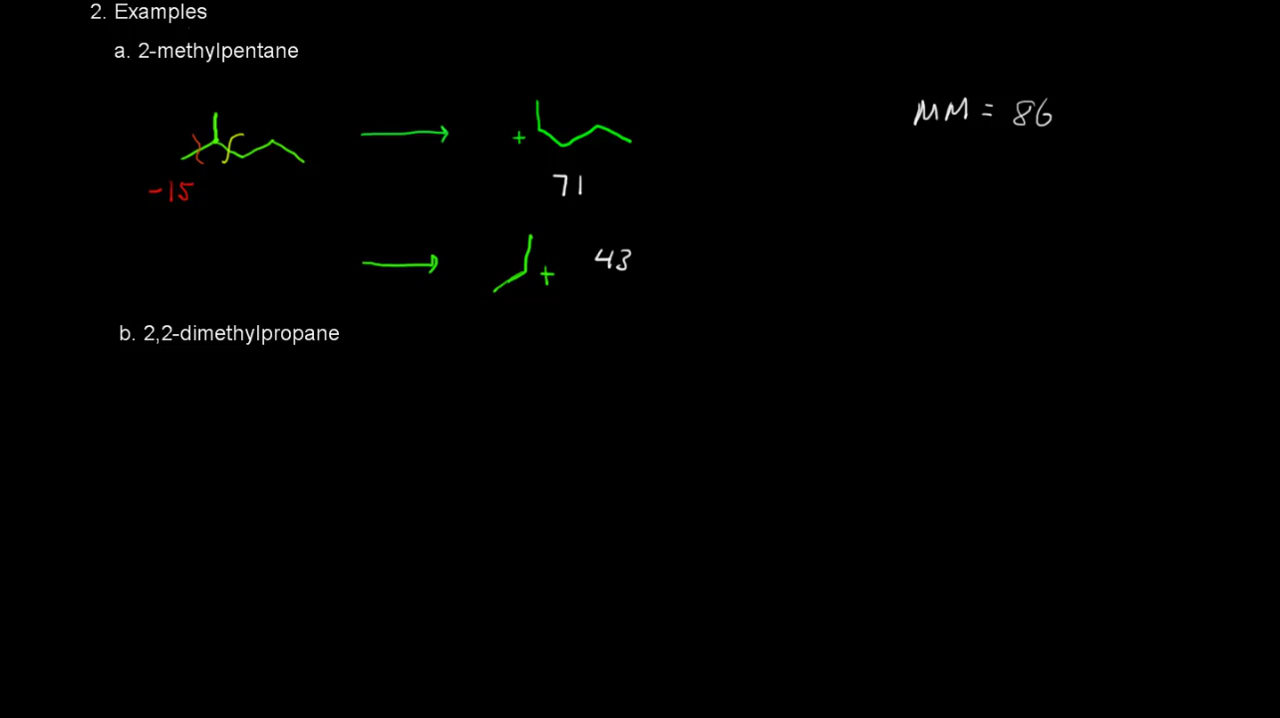 2. Examples
a. 2-methylpentane
MM = 86
+
71
-15
+ 43
b. 2,2-dimethylpropane